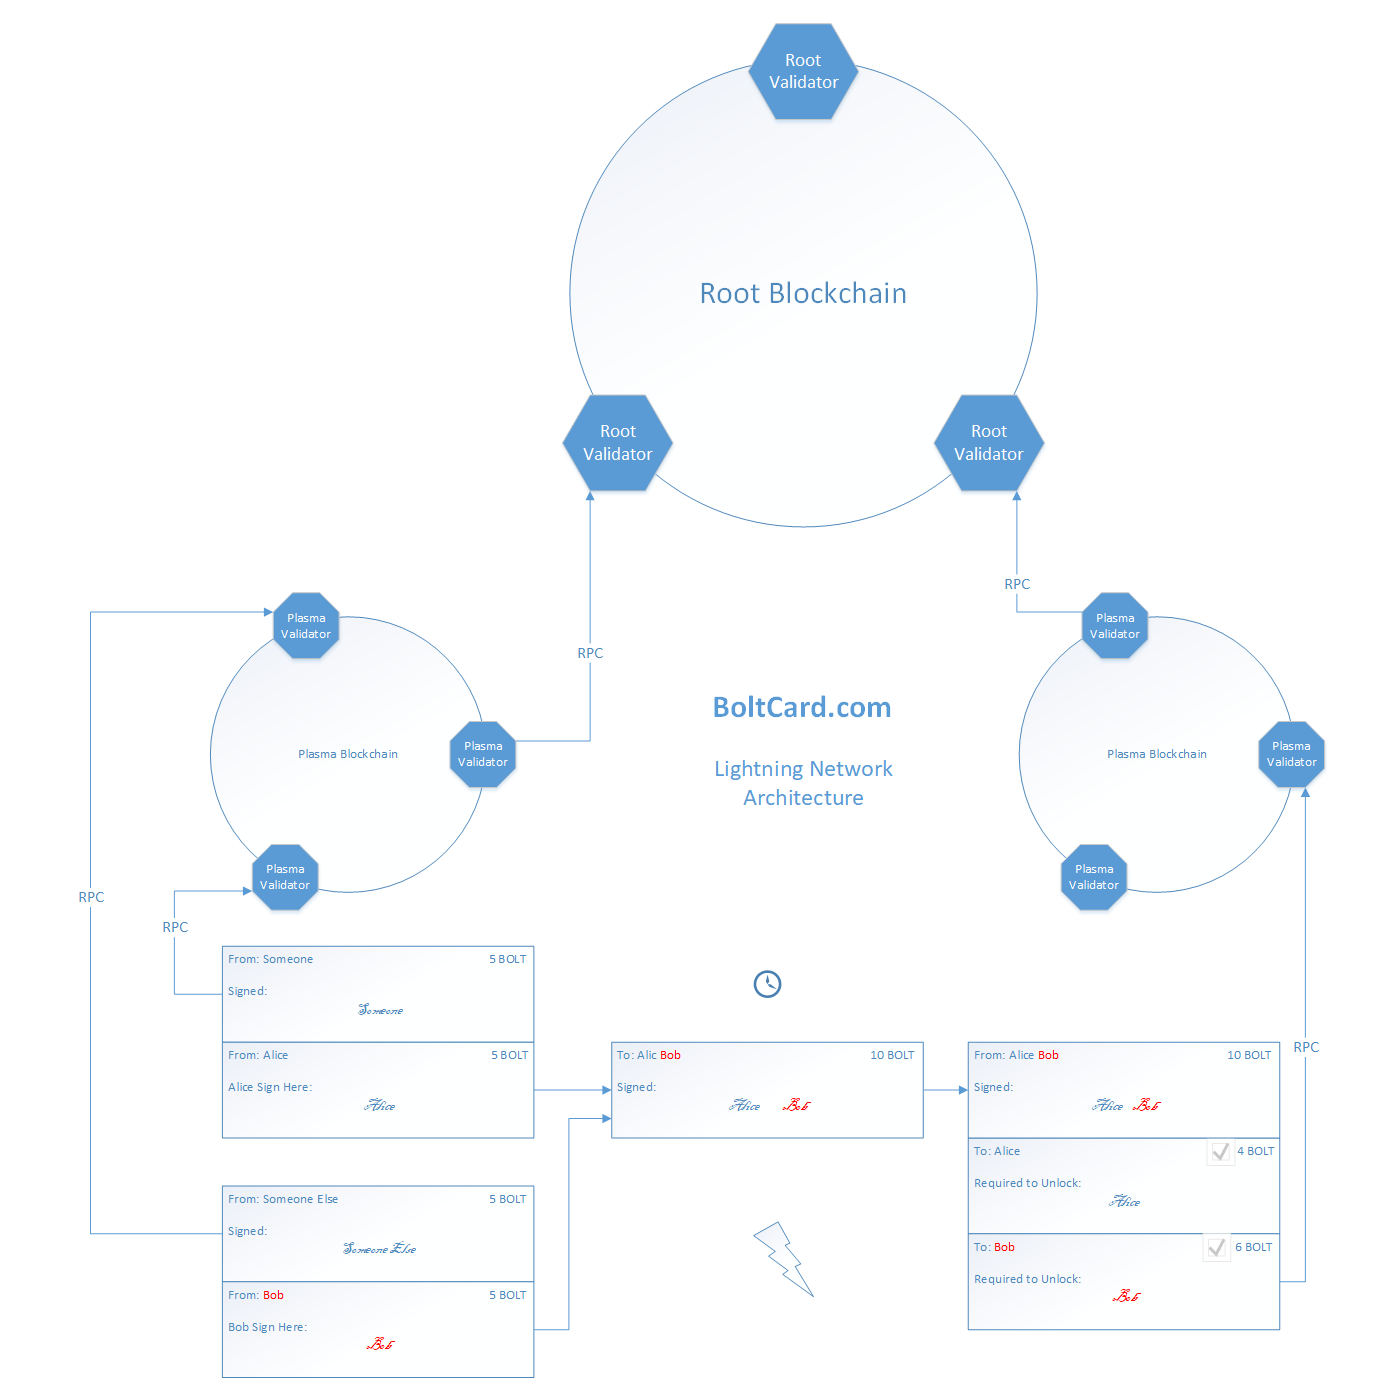 Root
Validator
Root Blockchain
Root
Validator
Root
Validator
RPC
RPC
Plasma
Validator
Plasma
Validator
Plasma Blockchain
Plasma
Validator
Plasma
Validator
BoltCard.com
Lightning Network
Architecture
Plasma
Validator
Plasma Blockchain
Plasma
Validator
RPC
RPC
From: Someone 5 BOLT
Signed:
Someone
From: Alice 5 BOLT
Alice Sign Here:
Alice
To: Alic Bob 10 BOLT
Signed:
Alice Bob
From: Alice Bob 10 BOLT
Signed:
Alice Bob
RPC
To: Alice 4 BOLT
Required to Unlock:
Alice
To: Bob 6 BOLT
Required to Unlock:
Bob
From: Someone Else 5 BOLT
Signed:
Someone Else
From: Bob 5 BOLT
Bob Sign Here:
Bob